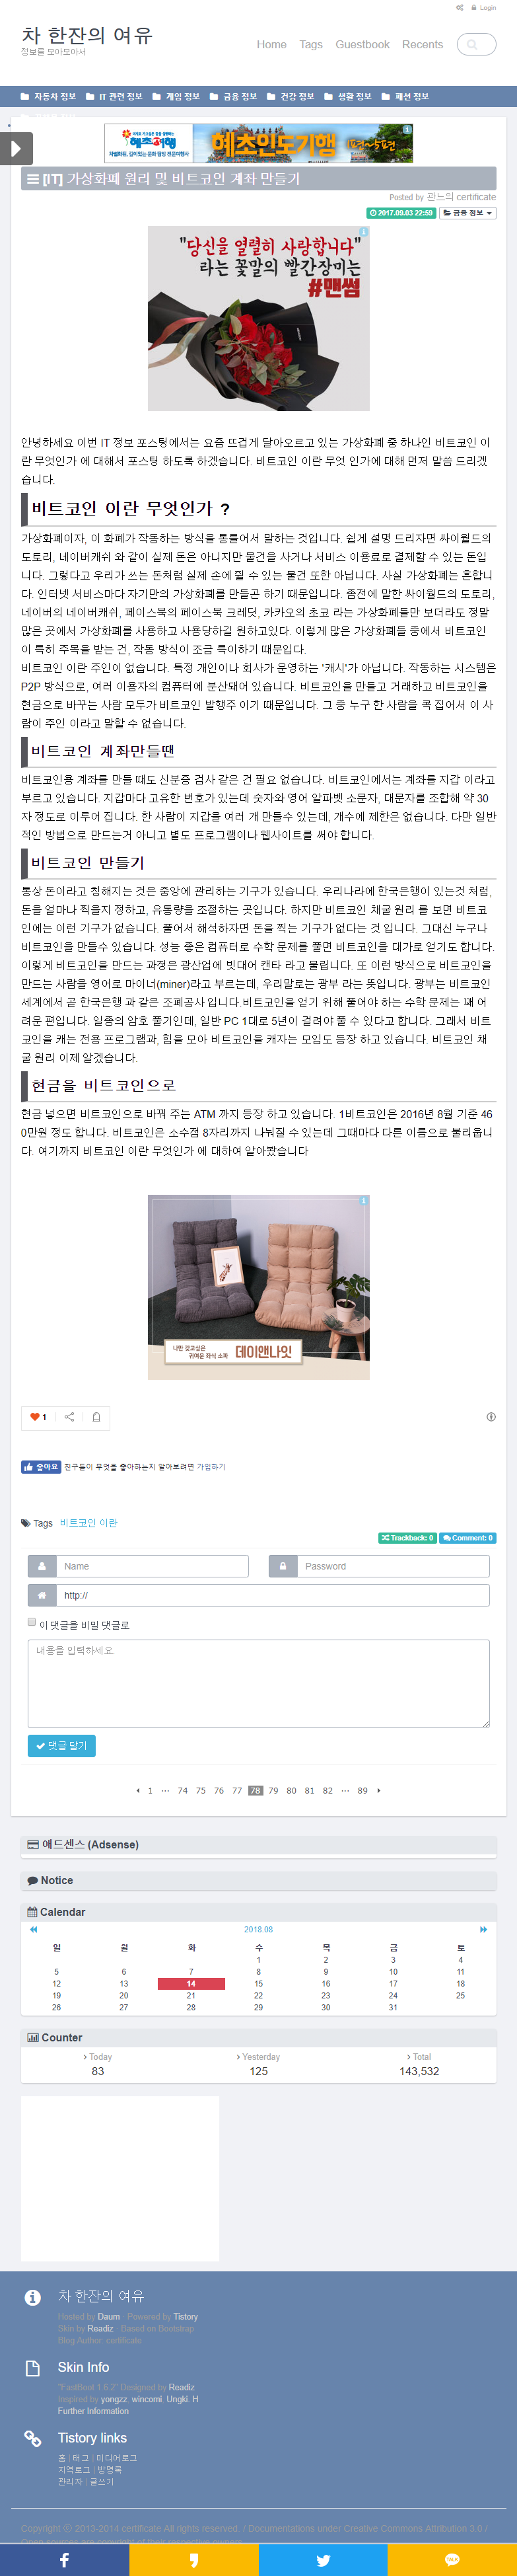 Login
차 한잔의 여유
정보를 모아모아서
Home Tags Guestbook Recents
자동차 정보 IT 관련 정보 게임 정보 금융 정보 건강 정보 생활 정보 패션 정보
헤츠인도기행 1편~5편
[IT] 가상화폐 원리 및 비트코인 계좌 만들기
Posted by 관느의 certificate
2017.09.03 22:59 금융 정보
"당신을 열렬히 사랑합니다"
라는 꽃말의 빨간장미는
#맨썸
안녕하세요 이번 IT 정보 포스팅에서는 요즘 뜨겁게 달아오르고 있는 가상화폐 중 하나인 비트코인 이
란 무엇인가 에 대해서 포스팅 하도록 하겠습니다. 비트코인 이란 무엇 인가에 대해 먼저 말씀 드리겠
습니다.
비트코인 이란 무엇인가 ?
가상화폐이자, 이 화폐가 작동하는 방식을 통틀어서 말하는 것입니다. 쉽게 설명 드리자면 싸이월드의
도토리, 네이버캐쉬 와 같이 실제 돈은 아니지만 물건을 사거나 서비스 이용료로 결제할 수 있는 돈입
니다. 그렇다고 우리가 쓰는 돈처럼 실제 손에 쥘 수 있는 물건 또한 아닙니다. 사실 가상화폐는 흔합니
다. 인터넷 서비스마다 자기만의 가상화폐를 만들곤 하기 때문입니다. 좀전에 말한 싸이월드의 도토리,
네이버의 네이버캐쉬, 페이스북의 페이스북 크레딧, 카카오의 초코 라는 가상화폐들만 보더라도 정말
많은 곳에서 가상화폐를 사용하고 사용당하길 원하고있다. 이렇게 많은 가상화폐들 중에서 비트코인
이 특히 주목을 받는 건, 작동 방식이 조금 특이하기 때문입다.
비트코인 이란 주인이 없습니다. 특정 개인이나 회사가 운영하는 '캐시'가 아닙니다. 작동하는 시스템은
P2P 방식으로, 여러 이용자의 컴퓨터에 분산돼어 있습니다. 비트코인을 만들고 거래하고 비트코인을
현금으로 바꾸는 사람 모두가 비트코인 발행주 이기 때문입니다. 그 중 누구 한 사람을 콕 집어서 이 사
람이 주인 이라고 말할 수 없습니다.
비트코인 계좌만들땐
비트코인용 계좌를 만들 때도 신분증 검사 같은 건 필요 없습니다. 비트코인에서는 계좌를 지갑 이라고
부르고 있습니다. 지갑마다 고유한 번호가 있는데 숫자와 영어 알파벳 소문자, 대문자를 조합해 약 30
자 정도로 이루어 집니다. 한 사람이 지갑을 여러 개 만들수 있는데, 개수에 제한은 없습니다. 다만 일반
적인 방법으로 만드는거 아니고 별도 프로그램이나 웹사이트를 써야 합니다.
비트코인 만들기
통상 돈이라고 칭해지는 것은 중앙에 관리하는 기구가 있습니다. 우리나라에 한국은행이 있는것 처럼,
돈을 얼마나 찍을지 정하고, 유통량을 조절하는 곳입니다. 하지만 비트코인 채굴 원리 를 보면 비트코
인에는 이런 기구가 없습니다. 풀어서 해석하자면 돈을 찍는 기구가 없다는 것 입니다. 그대신 누구나
비트코인을 만들수 있습니다. 성능 좋은 컴퓨터로 수학 문제를 풀면 비트코인을 대가로 얻기도 합니다.
이렇게 비트코인을 만드는 과정은 광산업에 빗대어 캔타 라고 불립니다. 또 이런 방식으로 비트코인을
만드는 사람을 영어로 마이너(miner)라고 부르는데, 우리말로는 광부 라는 뜻입니다. 광부는 비트코인
세계에서 곧 한국은행 과 같은 조폐공사 입니다.비트코인을 얻기 위해 풀어야 하는 수학 문제는 꽤 어
려운 편입니다. 일종의 암호 풀기인데, 일반 PC 1대로 5년이 걸려야 풀 수 있다고 합니다. 그래서 비트
코인을 캐는 전용 프로그램과, 힘을 모아 비트코인을 캐자는 모임도 등장 하고 있습니다. 비트코인 채
굴 원리 이제 알겠습니다.
현금을 비트코인으로
현금 넣으면 비트코인으로 바꿔 주는 ATM 까지 등장 하고 있습니다. 1비트코인은 2016년 8월 기준 46
0만원 정도 합니다. 비트코인은 소수점 8자리까지 나눠질 수 있는데 그때마다 다른 이름으로 불리웁니
다. 여기까지 비트코인 이란 무엇인가 에 대하여 알아봤습니다
나만 갖고싶은
귀여운 좌식 소파 데이앤나잇
1
좋아요 친구들이 무엇을 좋아하는지 알아보려면 가입하기
Tags 비트코인 이란
Trackback: 0 Comment: 0
Name Password
http://
이 댓글을 비밀 댓글로
내용을 입력하세요.
댓글 달기
1 ··· 74 75 76 77 78 79 80 81 82 ··· 89
애드센스 (Adsense)
Notice
Calendar
2018.08
일 월 화 수 목 금 토
1 2 3 4
5 6 7 8 9 10 11
12 13 14 15 16 17 18
19 20 21 22 23 24 25
26 27 28 29 30 31
Counter
Today Yesterday Total
83 125 143,532
차 한잔의 여유
Hosted by Daum · Powered by Tistory
Skin by Readiz · Based on Bootstrap
Blog Author: certificate
Skin Info
"FastBoot 1.6.2" Designed by Readiz
Inspired by yongzz, wincomi, Ungki, H
Further Information
Tistory links
홈 | 태그 | 미디어로그
지역로그 | 방명록
관리자 | 글쓰기
Copyright ⓒ 2013-2014 certificate All rights reserved. / Documentations under Creative Commons Attribution 3.0 /